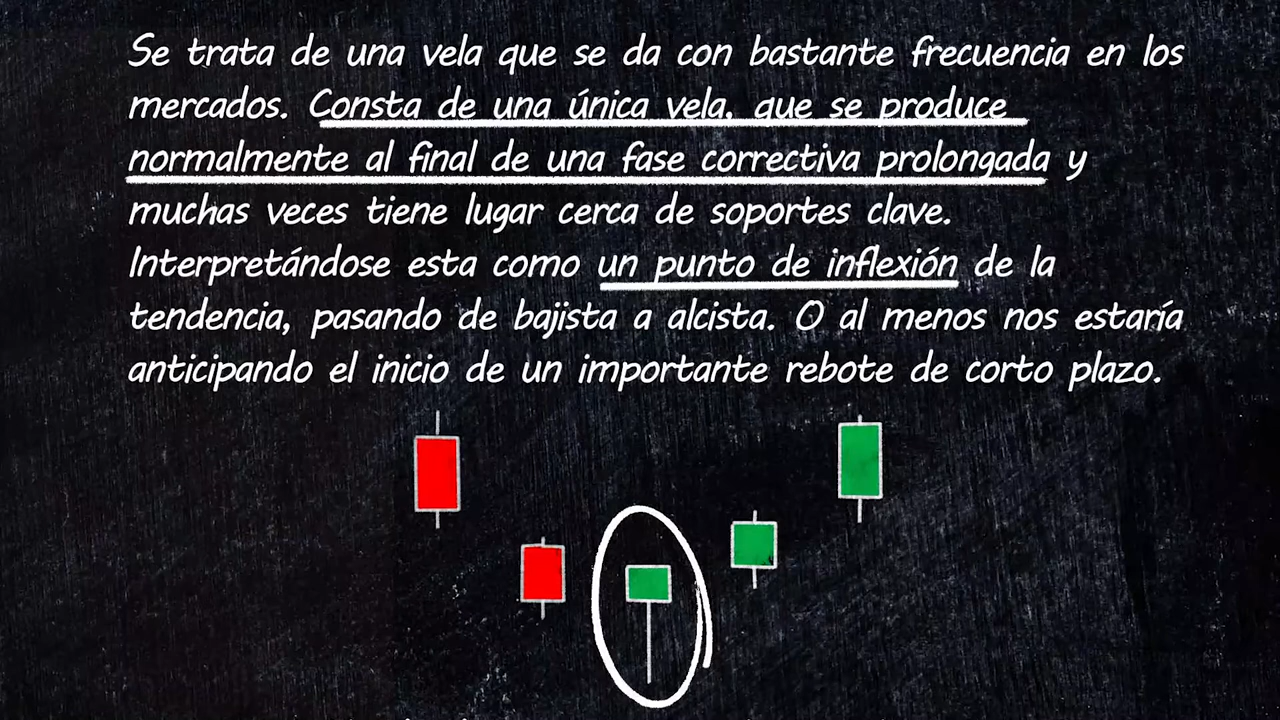 Se trata de una vela que se da con bastante frecuencia en los
mercados. Consta de una única vela, que se produce
normalmente al final de una fase correctiva prolongada y
muchas veces tiene lugar cerca de soportes clave.
Interpretándose esta como un punto de inflexión de la
tendencia, pasando de bajista a alcista. O al menos nos estaría
anticipando el inicio de un importante rebote de corto plazo.